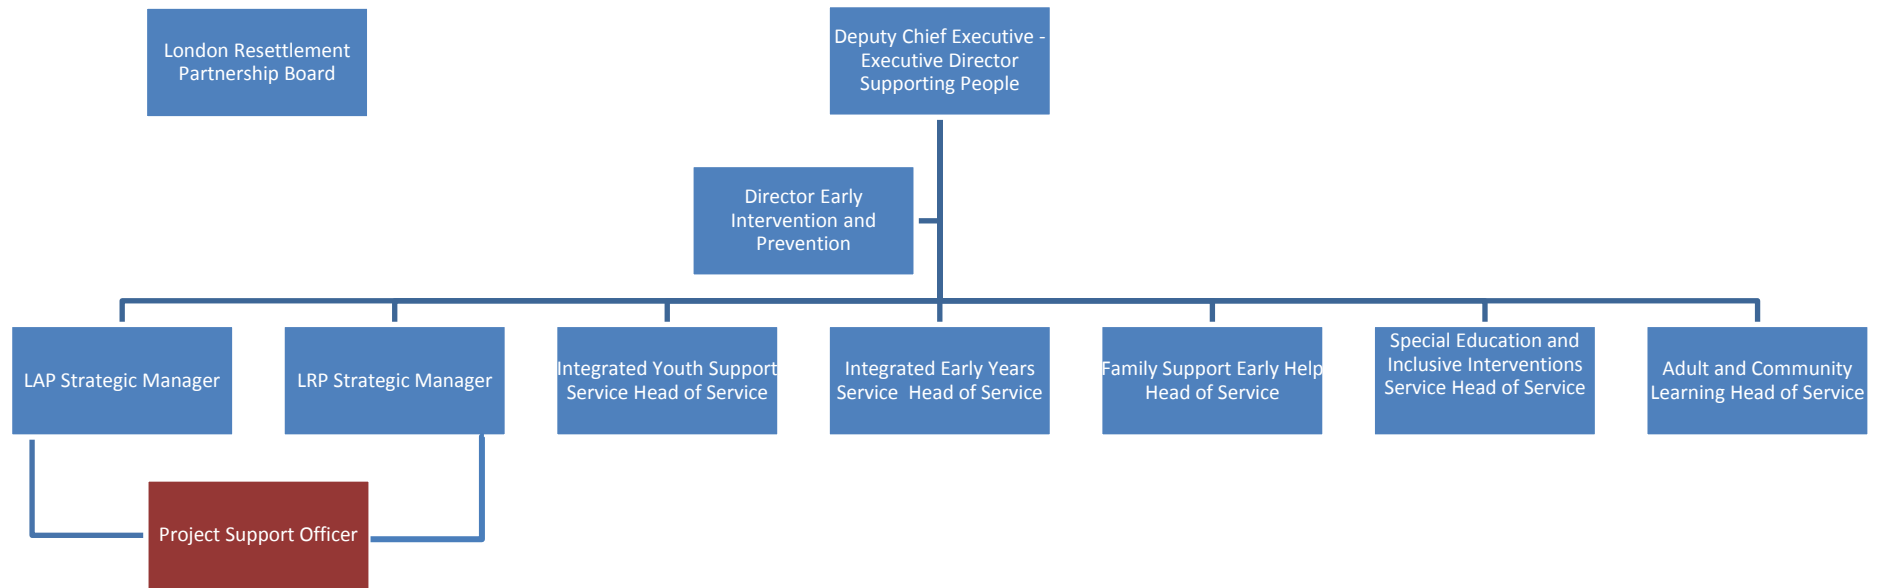 London Resettlement
Partnership Board
Deputy Chief Executive -
Executive Director
Supporting People
Director Early
Intervention and
Prevention
LAP Strategic Manager
LRP Strategic Manager
Integrated Youth Support
Service Head of Service
Integrated Early Years
Service  Head of Service
Family Support Early Help
Head of Service
Special Education and
Inclusive Interventions
Service Head of Service
Adult and Community
Learning Head of Service
Project Support Officer